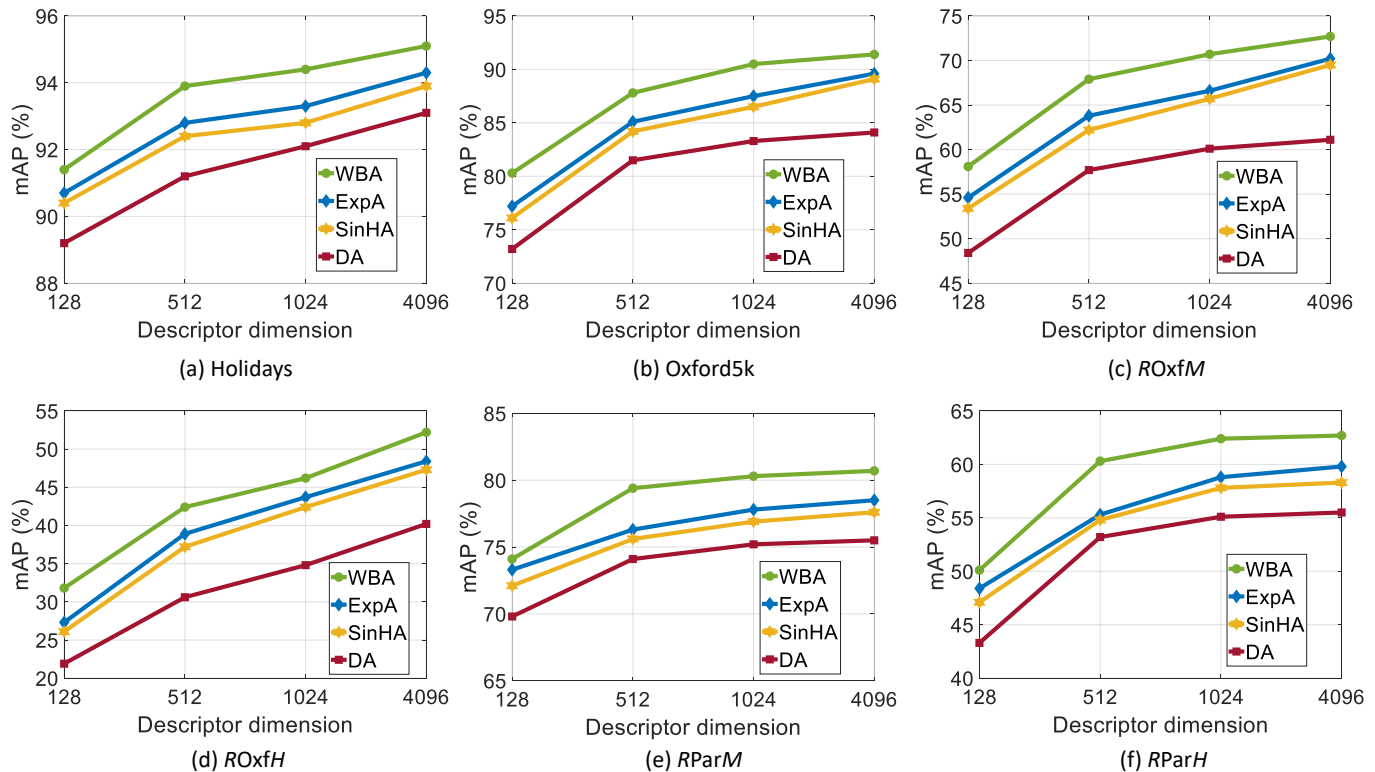 96
94
92
90
88
mAP (%)
WBA
ExpA
SinHA
DA
128 512 1024 4096
Descriptor dimension
(a) Holidays
95
90
85
80
75
70
mAP (%)
WBA
ExpA
SinHA
DA
128 512 1024 4096
Descriptor dimension
(b) Oxford5k
75
70
65
60
55
50
45
mAP (%)
WBA
ExpA
SinHA
DA
128 512 1024 4096
Descriptor dimension
(c) ROxfM
55
50
45
40
35
30
25
20
mAP (%)
WBA
ExpA
SinHA
DA
128 512 1024 4096
Descriptor dimension
(d) ROxfH
85
80
75
70
65
mAP (%)
WBA
ExpA
SinHA
DA
128 512 1024 4096
Descriptor dimension
(e) RParM
65
60
55
50
45
40
mAP (%)
WBA
ExpA
SinHA
DA
128 512 1024 4096
Descriptor dimension
(f) RParH